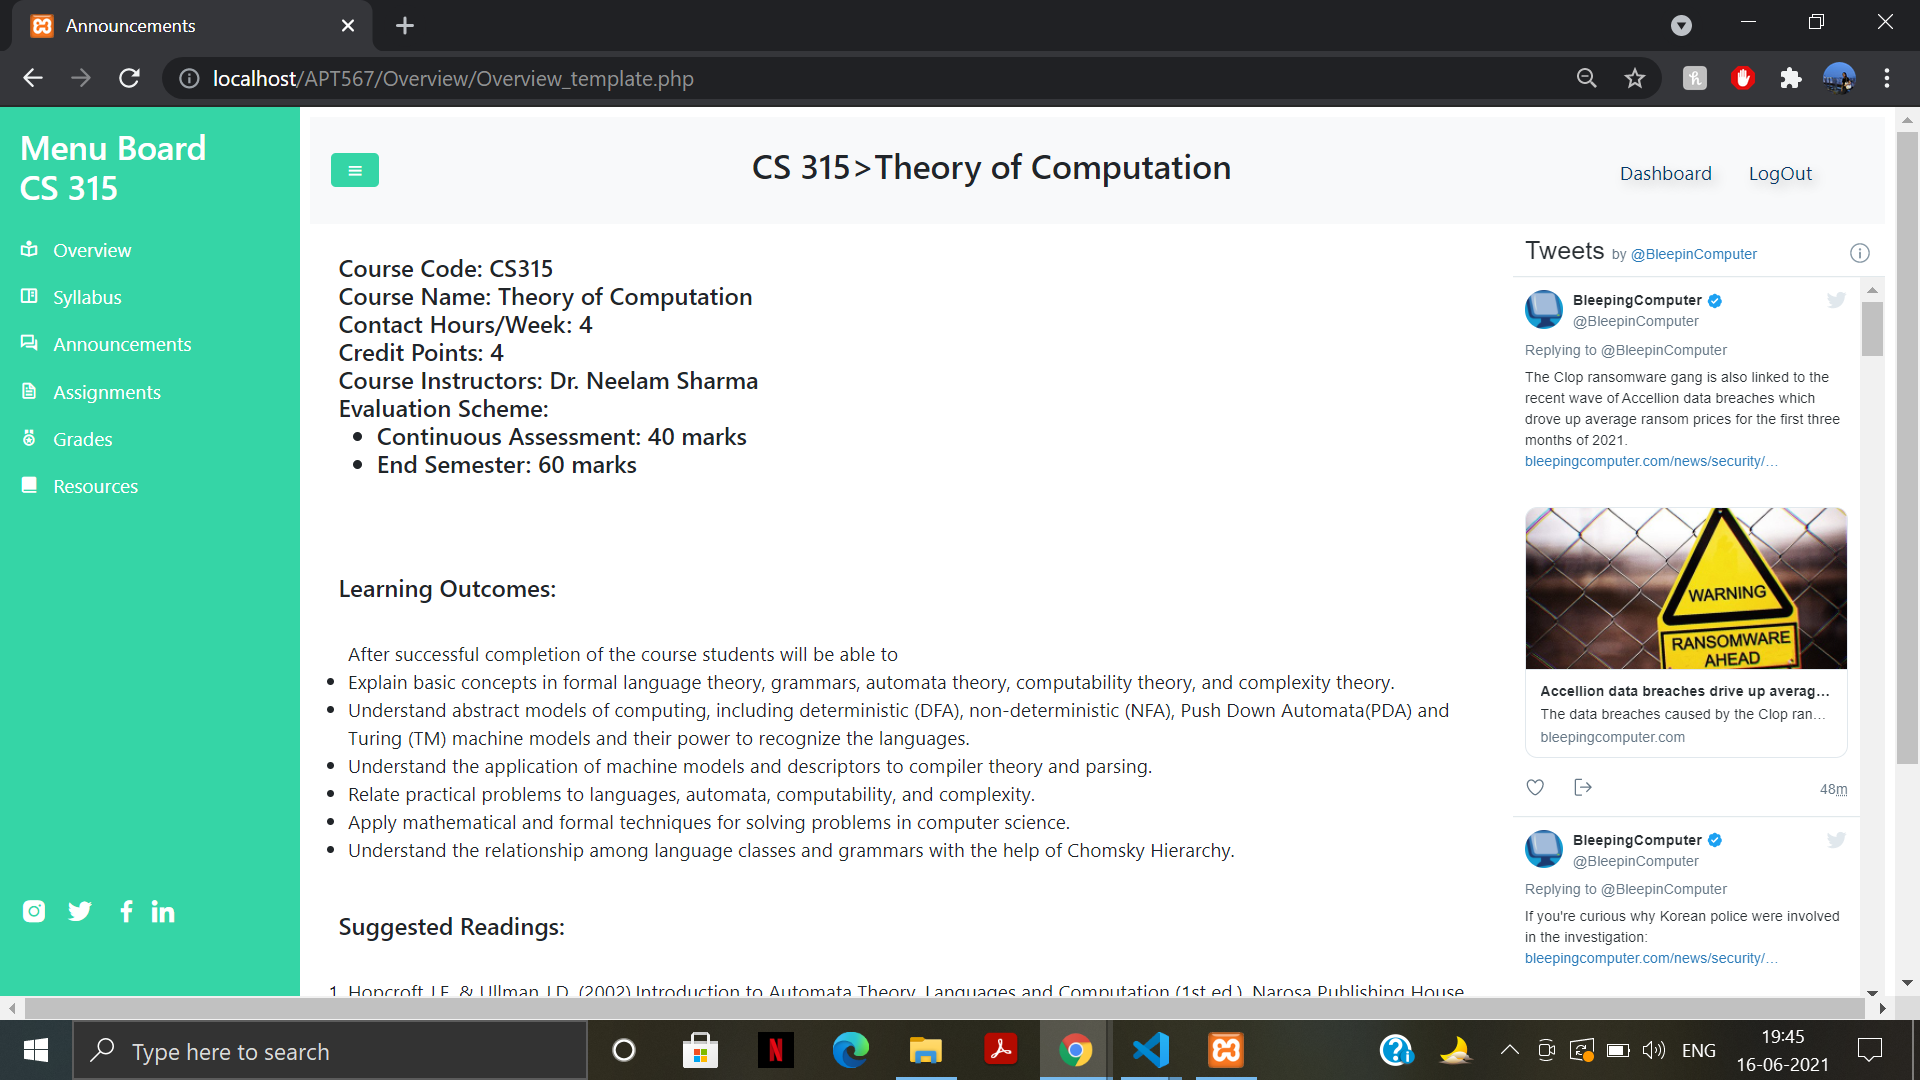 Announcements
localhost/APT567/Overview/Overview_template.php
Menu Board
CS 315
Overview
Syllabus
Announcements
Assignments
Grades
Resources
CS 315>Theory of Computation
Dashboard
LogOut
Course Code: CS315
Course Name: Theory of Computation
Contact Hours/Week: 4
Credit Points: 4
Course Instructors: Dr. Neelam Sharma
Evaluation Scheme:
• Continuous Assessment: 40 marks
• End Semester: 60 marks
Learning Outcomes:
After successful completion of the course students will be able to
• Explain basic concepts in formal language theory, grammars, automata theory, computability theory, and complexity theory.
• Understand abstract models of computing, including deterministic (DFA), non-deterministic (NFA), Push Down Automata(PDA) and
Turing (TM) machine models and their power to recognize the languages.
• Understand the application of machine models and descriptors to compiler theory and parsing.
• Relate practical problems to languages, automata, computability, and complexity.
• Apply mathematical and formal techniques for solving problems in computer science.
• Understand the relationship among language classes and grammars with the help of Chomsky Hierarchy.
Suggested Readings:
1. Hopcroft J.E. & Ullman J.D. (2002) Introduction to Automata Theory, Languages and Computation (1st ed.). Narosa Publishing House
Tweets by @BleepinComputer
BleepingComputer
@BleepinComputer
Replying to @BleepinComputer
The Clop ransomware gang is also linked to the
recent wave of Accellion data breaches which
drove up average ransom prices for the first three
months of 2021.
bleepingcomputer.com/news/security/…
WARNING
RANSOMWARE
AHEAD
Accellion data breaches drive up averag...
The data breaches caused by the Clop ran...
bleepingcomputer.com
48m
BleepingComputer
@BleepinComputer
Replying to @BleepinComputer
If you're curious why Korean police were involved
in the investigation:
bleepingcomputer.com/news/security/…
Type here to search
ENG
19:45
16-06-2021